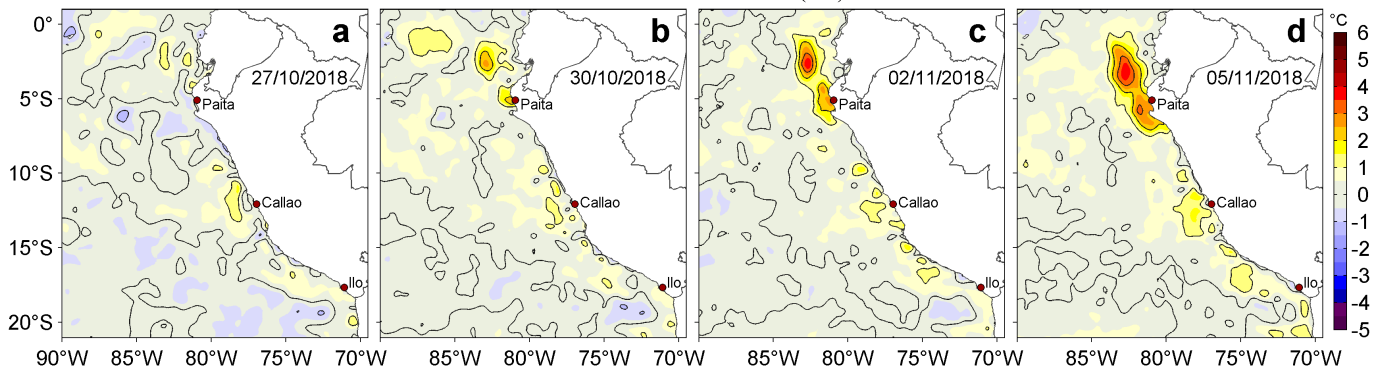 a
27/10/2018
Paita
Callao
Ilo
b
30/10/2018
Paita
Callao
Ilo
c
02/11/2018
Paita
Callao
Ilo
d
05/11/2018
Paita
Callao
Ilo
0°
5°S
10°S
15°S
20°S
90°W 85°W 80°W 75°W 70°W
85°W 80°W 75°W 70°W
85°W 80°W 75°W 70°W
85°W 80°W 75°W 70°W
°C
6
5
4
3
2
1
0
-1
-2
-3
-4
-5